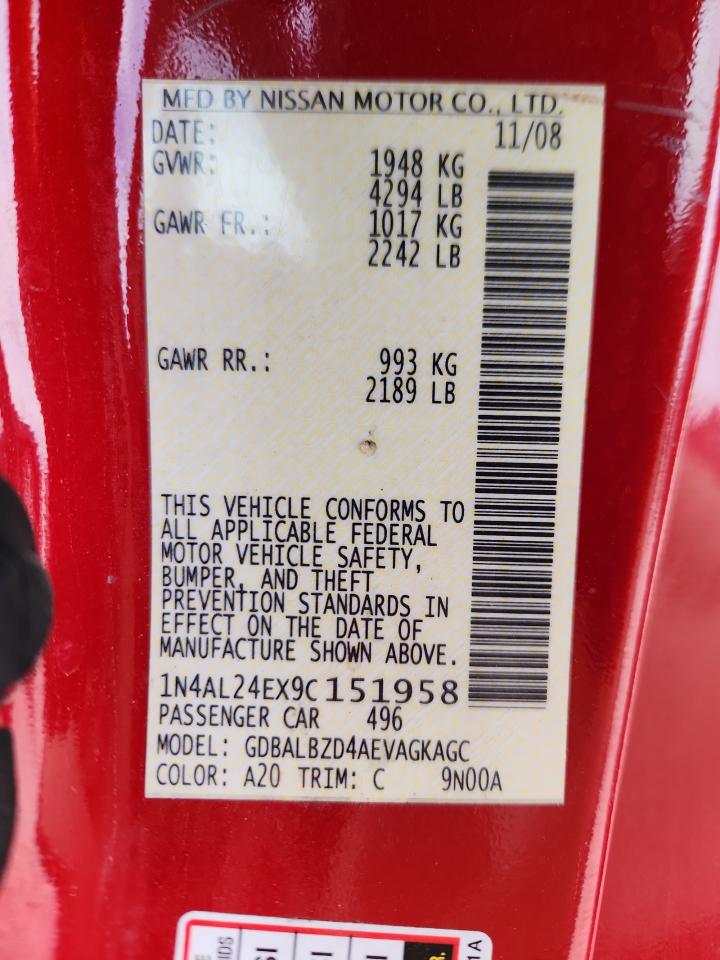 MFD BY NISSAN MOTOR CO., LTD.
DATE: 11/08
GVWR: 1948 KG
4294 LB
GAWR FR.: 1017 KG
2242 LB
GAWR RR.: 993 KG
2189 LB
THIS VEHICLE CONFORMS TO
ALL APPLICABLE FEDERAL
MOTOR VEHICLE SAFETY,
BUMPER, AND THEFT
PREVENTION STANDARDS IN
EFFECT ON THE DATE OF
MANUFACTURE SHOWN ABOVE.
1N4AL24EX9C151958
PASSENGER CAR 496
MODEL: GDBALBZD4AEVAGKAGC
COLOR: A20 TRIM: C 9N00A